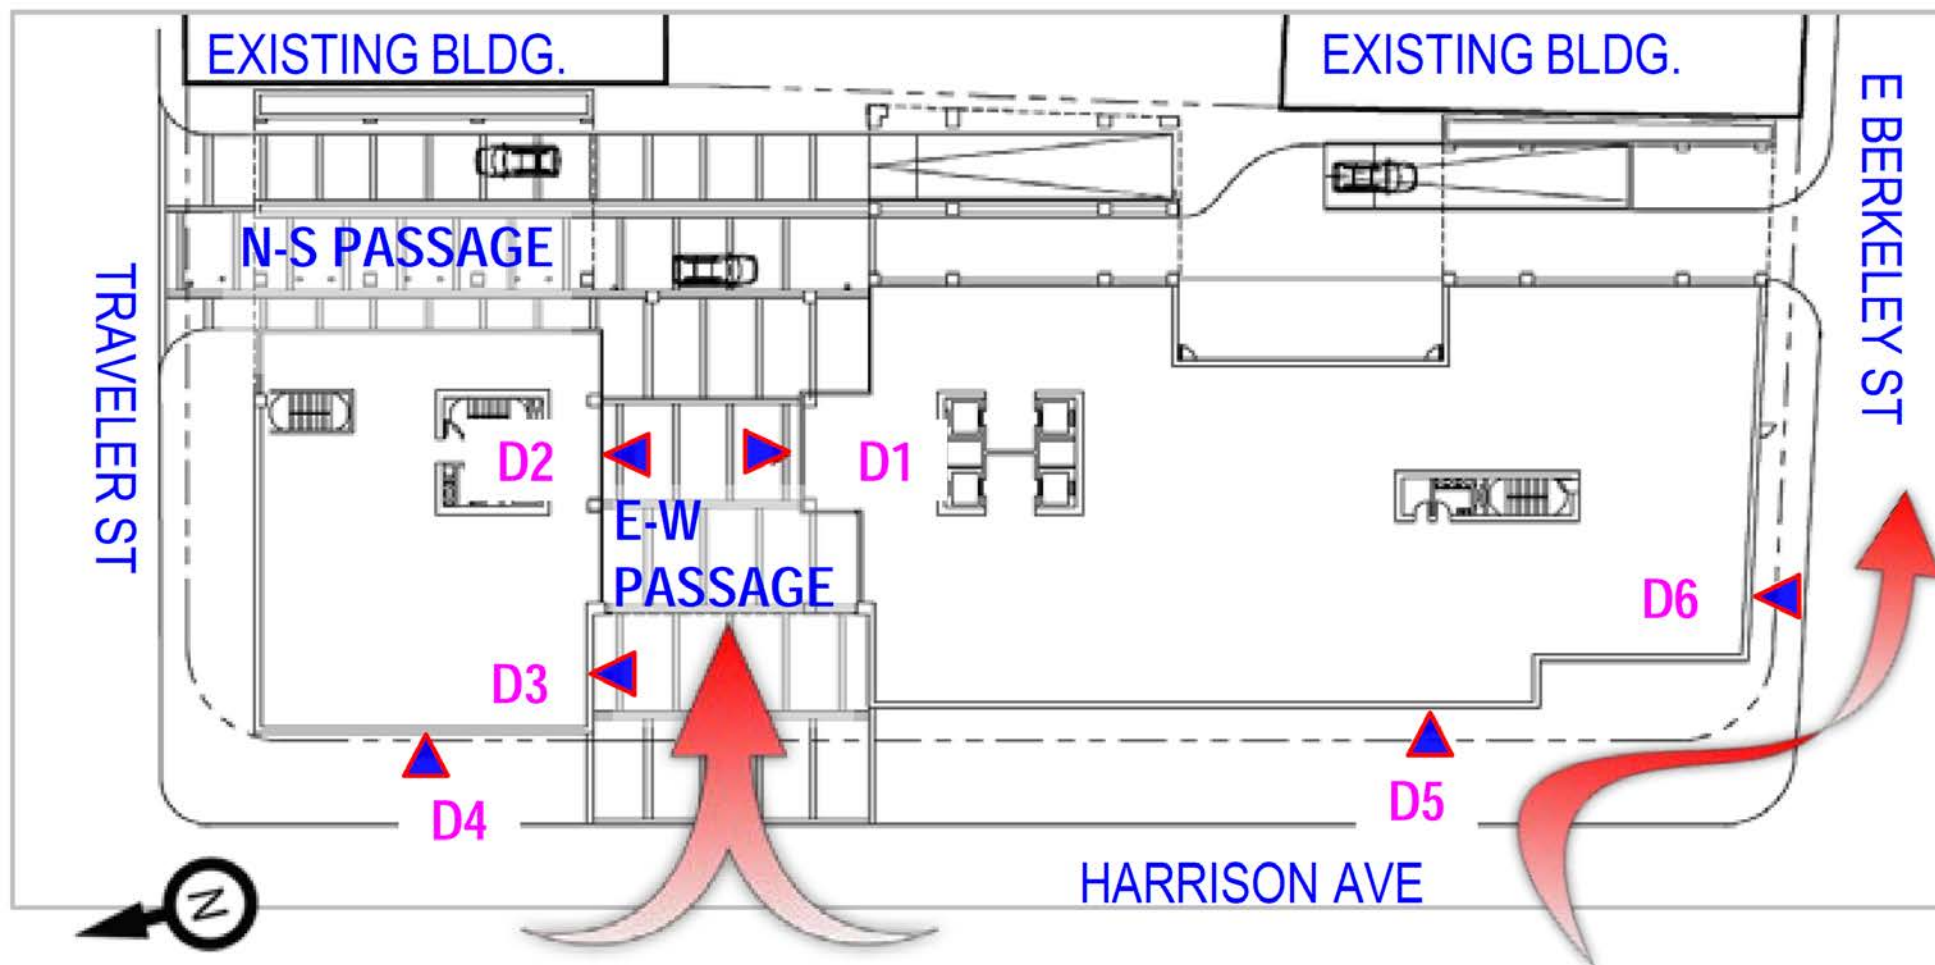 EXISTING BLDG.
EXISTING BLDG.
E BERKELEY ST
N-S PASSAGE
TRAVELER ST
D2
D1
E-W
PASSAGE
D6
D3
D5
D4
HARRISON AVE
N